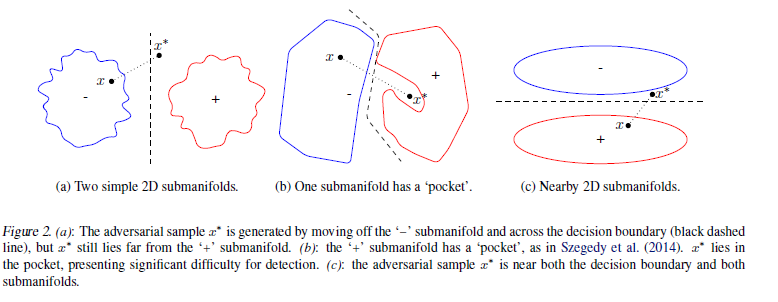 x*
x
-
+
x
-
+
x*
-
x*
x
+
(a) Two simple 2D submanifolds.
(b) One submanifold has a ‘pocket’.
(c) Nearby 2D submanifolds.
Figure 2. (a): The adversarial sample x* is generated by moving off the ‘–’ submanifold and across the decision boundary (black dashed
line), but x* still lies far from the ‘+’ submanifold. (b): the ‘+’ submanifold has a ‘pocket’, as in Szegedy et al. (2014). x* lies in
the pocket, presenting significant difficulty for detection. (c): the adversarial sample x* is near both the decision boundary and both
submanifolds.